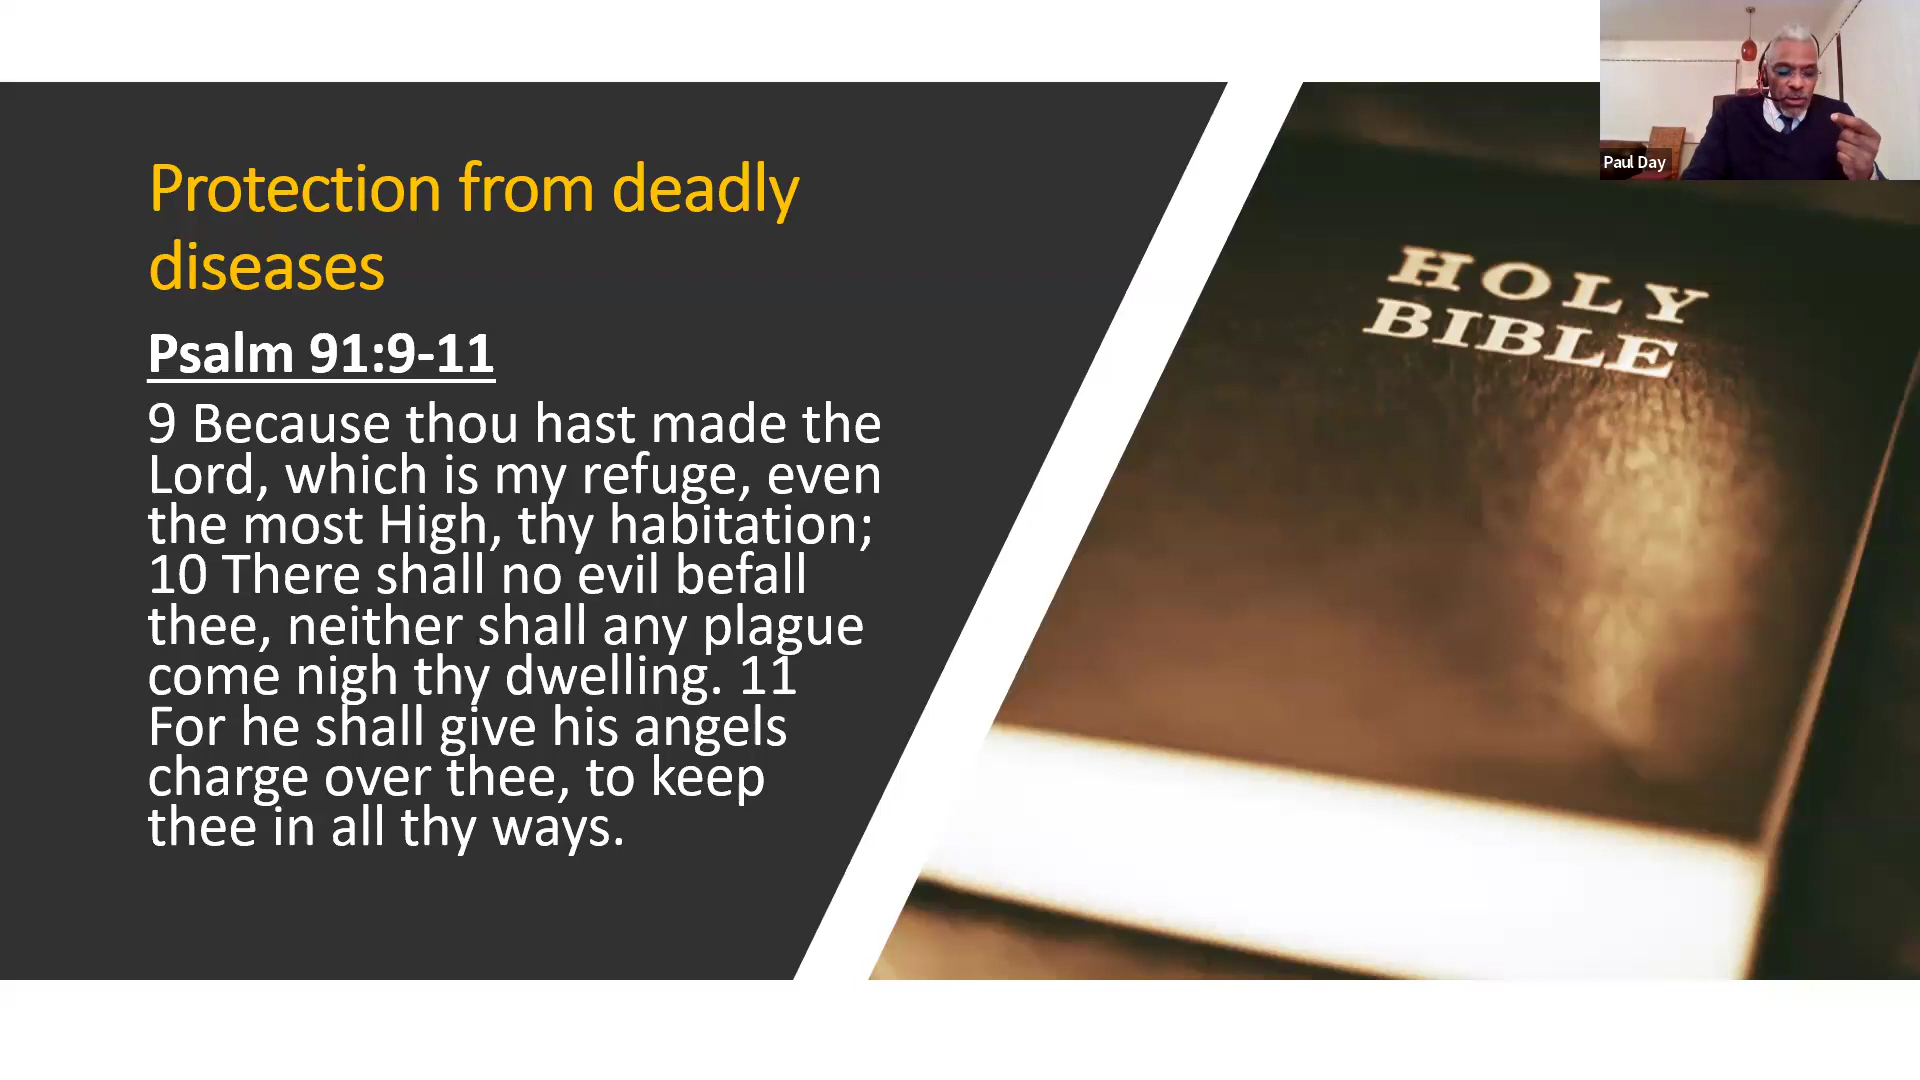 Protection from deadly
diseases
Psalm 91:9-11
9 Because thou hast made the
Lord, which is my refuge, even
the most High, thy habitation;
10 There shall no evil befall
thee, neither shall any plague
come nigh thy dwelling. 11
For he shall give his angels
charge over thee, to keep
thee in all thy ways.
HOLY
BIBLE
Paul Day